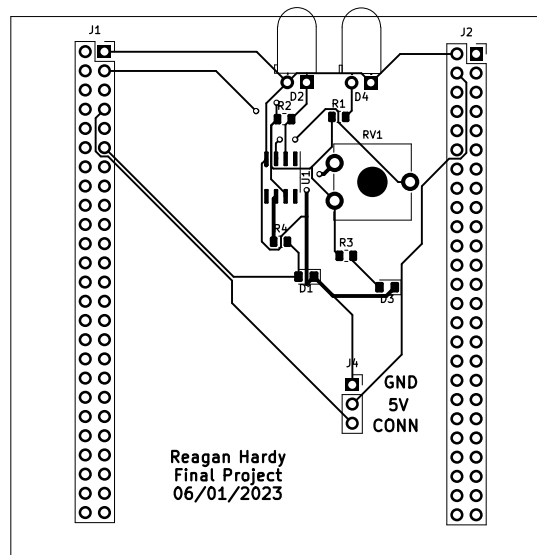 J1
J2
D2
D4
R2
R1
RV1
U1
R4
R3
D1
D3
J4
GND
5V
CONN
Reagan Hardy
Final Project
06/01/2023